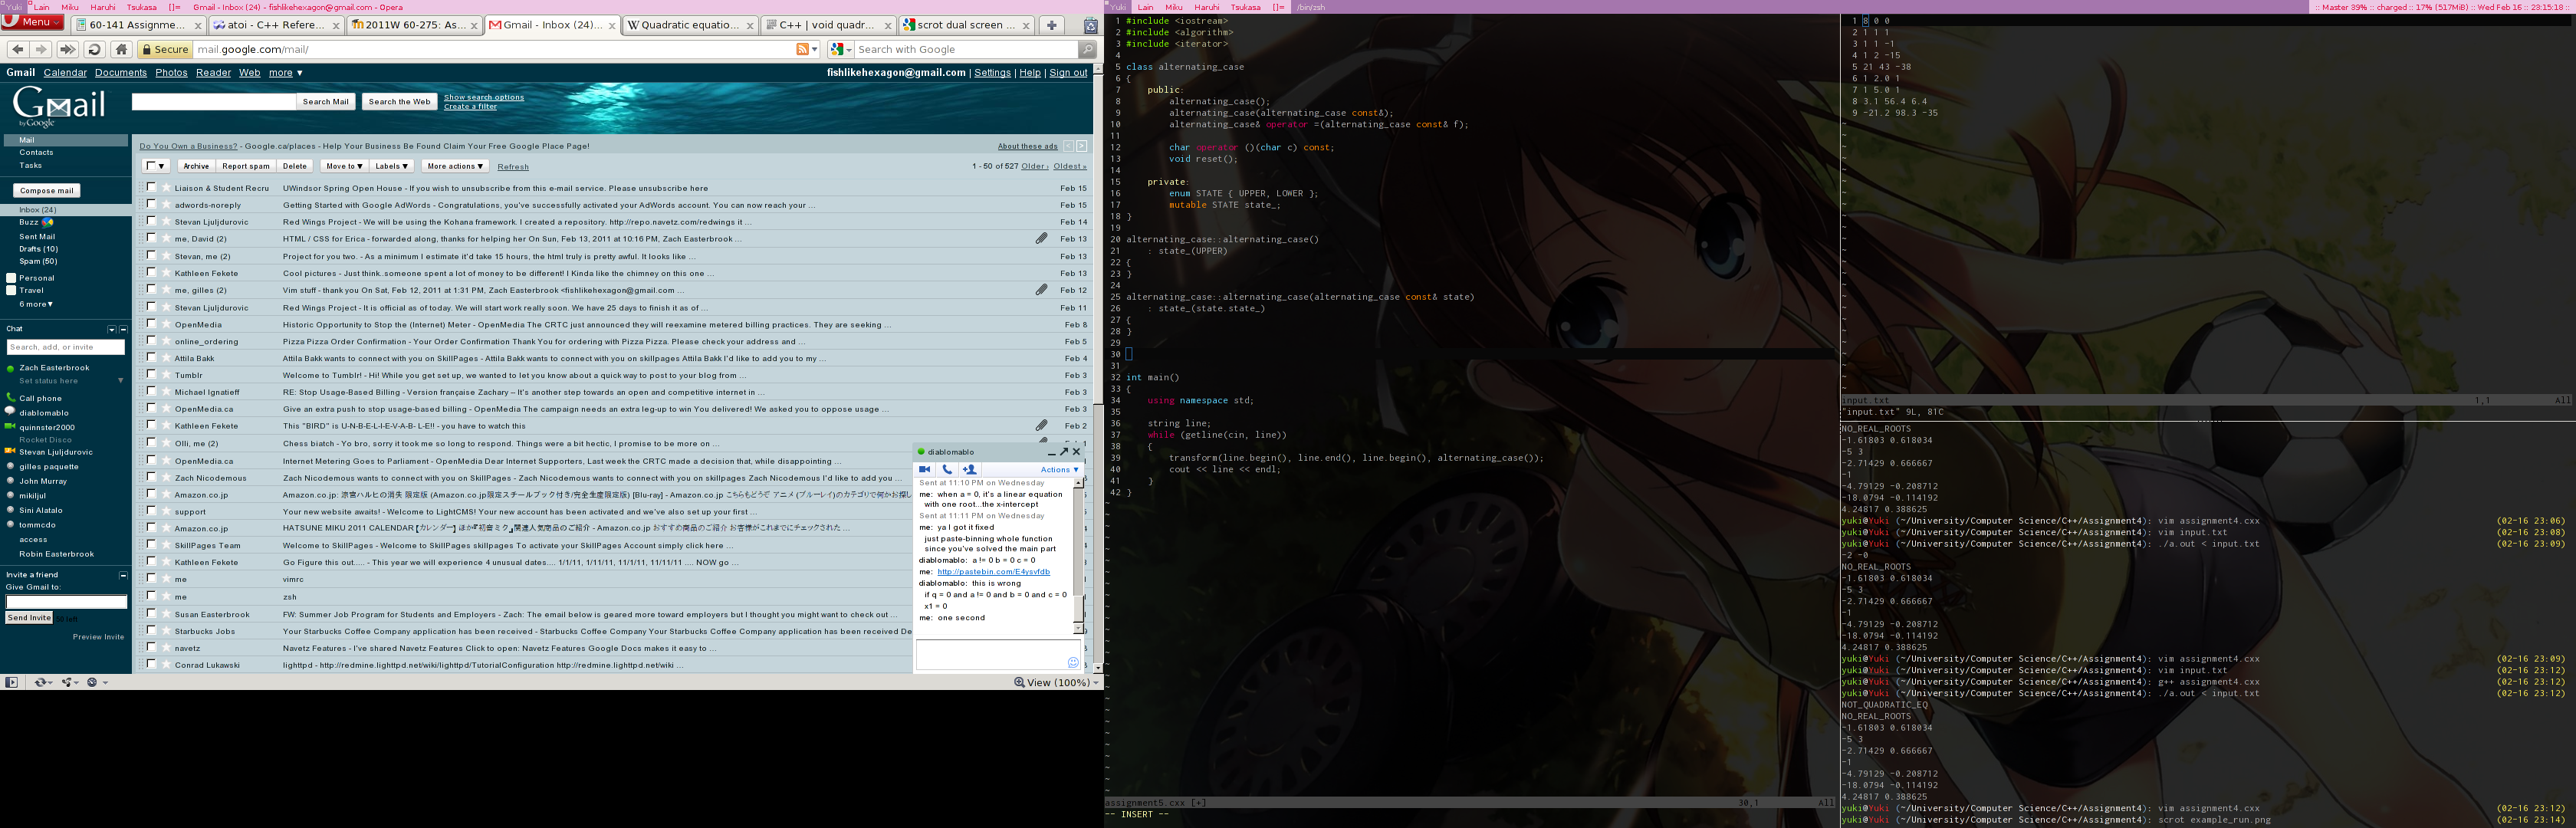 Yuki Lain Miku Haruhi Tsukasa []= Gmail - Inbox (24) - fishlikehexagon@gmail.com - Opera
Menu
60-141 Assignme...
atoi - C++ Refere...
2011W 60-275: As...
Gmail - Inbox (24)...
Quadratic equatio...
C++ | void quadr...
scrot dual screen ...
Secure mail.google.com/mail/
Search with Google
Gmail Calendar Documents Photos Reader Web more ▼
fishlikehexagon@gmail.com | Settings | Help | Sign out
Gmail
by Google
Search Mail Search the Web
Show search options
Create a filter
Mail
Contacts
Tasks
Compose mail
Inbox (24)
Buzz
Sent Mail
Drafts (10)
Spam (50)
Personal
Travel
6 more▼
Chat
Search, add, or invite
Zach Easterbrook
Set status here
Call phone
diablomablo
quinnster2000
Rocket Disco
Stevan Ljuljdurovic
gilles paquette
John Murray
mikiljul
Sini Alatalo
tommcdo
access
Robin Easterbrook
Invite a friend
Give Gmail to:
Send Invite
Preview Invite
Do You Own a Business? - Google.ca/places - Help Your Business Be Found Claim Your Free Google Place Page!
About these ads < >
Archive Report spam Delete Move to ▼ Labels ▼ More actions ▼ Refresh
1 - 50 of 527 Older › Oldest »
Liaison & Student Recru UWindsor Spring Open House - If you wish to unsubscribe from this e-mail service. Please unsubscribe here Feb 15
adwords-noreply Getting Started with Google AdWords - Congratulations, you've successfully activated your AdWords account. You can now reach your ... Feb 15
Stevan Ljuljdurovic Red Wings Project - We will be using the Kohana framework. I created a repository. http://repo.navetz.com/redwings it ... Feb 14
me, David (2) HTML / CSS for Erica - forwarded along, thanks for helping her On Sun, Feb 13, 2011 at 10:16 PM, Zach Easterbrook ... Feb 13
Stevan, me (2) Project for you two. - As a minimum I estimate it'd take 15 hours, the html truly is pretty awful. It looks like ... Feb 13
Kathleen Fekete Cool pictures - Just think..someone spent a lot of money to be different! I Kinda like the chimney on this one ... Feb 13
me, gilles (2) Vim stuff - thank you On Sat, Feb 12, 2011 at 1:31 PM, Zach Easterbrook <fishlikehexagon@gmail.com ... Feb 12
Stevan Ljuljdurovic Red Wings Project - It is official as of today. We will start work really soon. We have 25 days to finish it as of ... Feb 11
OpenMedia Historic Opportunity to Stop the (Internet) Meter - OpenMedia The CRTC just announced they will reexamine metered billing practices. They are seeking ... Feb 8
online_ordering Pizza Pizza Order Confirmation - Your Order Confirmation Thank You for ordering with Pizza Pizza. Please check your address and ... Feb 5
Attila Bakk Attila Bakk wants to connect with you on SkillPages - Attila Bakk wants to connect with you on skillpages Attila Bakk I'd like to add you to my ... Feb 4
Tumblr Welcome to Tumblr! - Hi! While you get set up, we wanted to let you know about a quick way to post to your blog from ... Feb 3
Michael Ignatieff RE: Stop Usage-Based Billing - Version française Zachary – It's another step towards an open and competitive internet in ... Feb 3
OpenMedia.ca Give an extra push to stop usage-based billing - OpenMedia The campaign needs an extra leg-up to win You delivered! We asked you to oppose usage ... Feb 3
Kathleen Fekete This "BIRD" is U-N-B-E-L-I-E-V-A-B- L-E!! - you have to watch this Feb 2
Olli, me (2) Chess biatch - Yo bro, sorry it took me so long to respond. Things were a bit hectic, I promise to be more on ...
OpenMedia.ca Internet Metering Goes to Parliament - OpenMedia Dear Internet Supporters, Last week the CRTC made a decision that, while disappointing ...
Zach Nicodemous Zach Nicodemous wants to connect with you on SkillPages - Zach Nicodemous wants to connect with you on skillpages Zach Nicodemous I'd like to add you ...
Amazon.co.jp Amazon.co.jp: 涼宮ハルヒの消失 限定版 (Amazon.co.jp限定スチールブック付き/完全生産限定版) [Blu-ray] - Amazon.co.jp こちらもどうぞ アニメ (ブルーレイ)のカテゴリで何かお探し
support Your new website awaits! - Welcome to LightCMS! Your new account has been activated and we've also set up your first ...
Amazon.co.jp HATSUNE MIKU 2011 CALENDAR【カレンダー】ほか『初音ミク』関連人気商品のご紹介 - Amazon.co.jp おすすめ商品のご紹介 お客様がこれまでにチェックされた ...
SkillPages Team Welcome to SkillPages - Welcome to SkillPages skillpages To activate your SkillPages Account simply click here ...
Kathleen Fekete Go Figure this out..... - This year we will experience 4 unusual dates.... 1/1/11, 1/11/11, 11/1/11, 11/11/11 .... NOW go ...
me vimrc
me zsh
Susan Easterbrook FW: Summer Job Program for Students and Employers - Zach: The email below is geared more toward employers but I thought you might want to check out ...
Starbucks Jobs Your Starbucks Coffee Company application has been received - Starbucks Coffee Company Your Starbucks Coffee Company application has been received De
navetz Navetz Features - I've shared Navetz Features Click to open: Navetz Features Google Docs makes it easy to ...
Conrad Lukawski lighttpd - http://redmine.lighttpd.net/wiki/lighttpd/TutorialConfiguration http://redmine.lighttpd.net/wiki ...
diablomablo
Actions ▼
Sent at 11:10 PM on Wednesday
me: when a = 0, it's a linear equation
with one root...the x-intercept
Sent at 11:11 PM on Wednesday
me: ya I got it fixed
just paste-binning whole function
since you've solved the main part
diablomablo: a != 0 b = 0 c = 0
me: http://pastebin.com/E4ysvfdb
diablomablo: this is wrong
if q = 0 and a != 0 and b = 0 and c = 0
x1 = 0
me: one second
View (100%)
Yuki Lain Miku Haruhi Tsukasa []= /bin/zsh
:: Master 39% :: charged :: 17% (517MiB) :: Wed Feb 16 :: 23:15:18 ::
1 #include <iostream>
2 #include <algorithm>
3 #include <iterator>
4
5 class alternating_case
6 {
7 public:
8 alternating_case();
9 alternating_case(alternating_case const&);
10 alternating_case& operator =(alternating_case const& f);
11
12 char operator ()(char c) const;
13 void reset();
14
15 private:
16 enum STATE { UPPER, LOWER };
17 mutable STATE state_;
18 }
19
20 alternating_case::alternating_case()
21 : state_(UPPER)
22 {
23 }
24
25 alternating_case::alternating_case(alternating_case const& state)
26 : state_(state.state_)
27 {
28 }
29
30
31
32 int main()
33 {
34 using namespace std;
35
36 string line;
37 while (getline(cin, line))
38 {
39 transform(line.begin(), line.end(), line.begin(), alternating_case());
40 cout << line << endl;
41 }
42 }
assignment5.cxx [+] 30,1 All
-- INSERT --
1 8 0 0
2 1 1 1
3 1 1 -1
4 1 2 -15
5 21 43 -38
6 1 2.0 1
7 1 5.0 1
8 3.1 56.4 6.4
9 -21.2 98.3 -35
input.txt 1,1 All
"input.txt" 9L, 81C
NO_REAL_ROOTS
-1.61803 0.618034
-5 3
-2.71429 0.666667
-1
-4.79129 -0.208712
-18.0794 -0.114192
4.24817 0.388625
yuki@Yuki (~/University/Computer Science/C++/Assignment4): vim assignment4.cxx (02-16 23:06)
yuki@Yuki (~/University/Computer Science/C++/Assignment4): vim input.txt (02-16 23:08)
yuki@Yuki (~/University/Computer Science/C++/Assignment4): ./a.out < input.txt (02-16 23:09)
-2 -0
NO_REAL_ROOTS
-1.61803 0.618034
-5 3
-2.71429 0.666667
-1
-4.79129 -0.208712
-18.0794 -0.114192
4.24817 0.388625
yuki@Yuki (~/University/Computer Science/C++/Assignment4): vim assignment4.cxx (02-16 23:09)
yuki@Yuki (~/University/Computer Science/C++/Assignment4): vim input.txt (02-16 23:12)
yuki@Yuki (~/University/Computer Science/C++/Assignment4): g++ assignment4.cxx (02-16 23:12)
yuki@Yuki (~/University/Computer Science/C++/Assignment4): ./a.out < input.txt (02-16 23:12)
NOT_QUADRATIC_EQ
NO_REAL_ROOTS
-1.61803 0.618034
-5 3
-2.71429 0.666667
-1
-4.79129 -0.208712
-18.0794 -0.114192
4.24817 0.388625
yuki@Yuki (~/University/Computer Science/C++/Assignment4): vim assignment4.cxx (02-16 23:12)
yuki@Yuki (~/University/Computer Science/C++/Assignment4): scrot example_run.png (02-16 23:14)